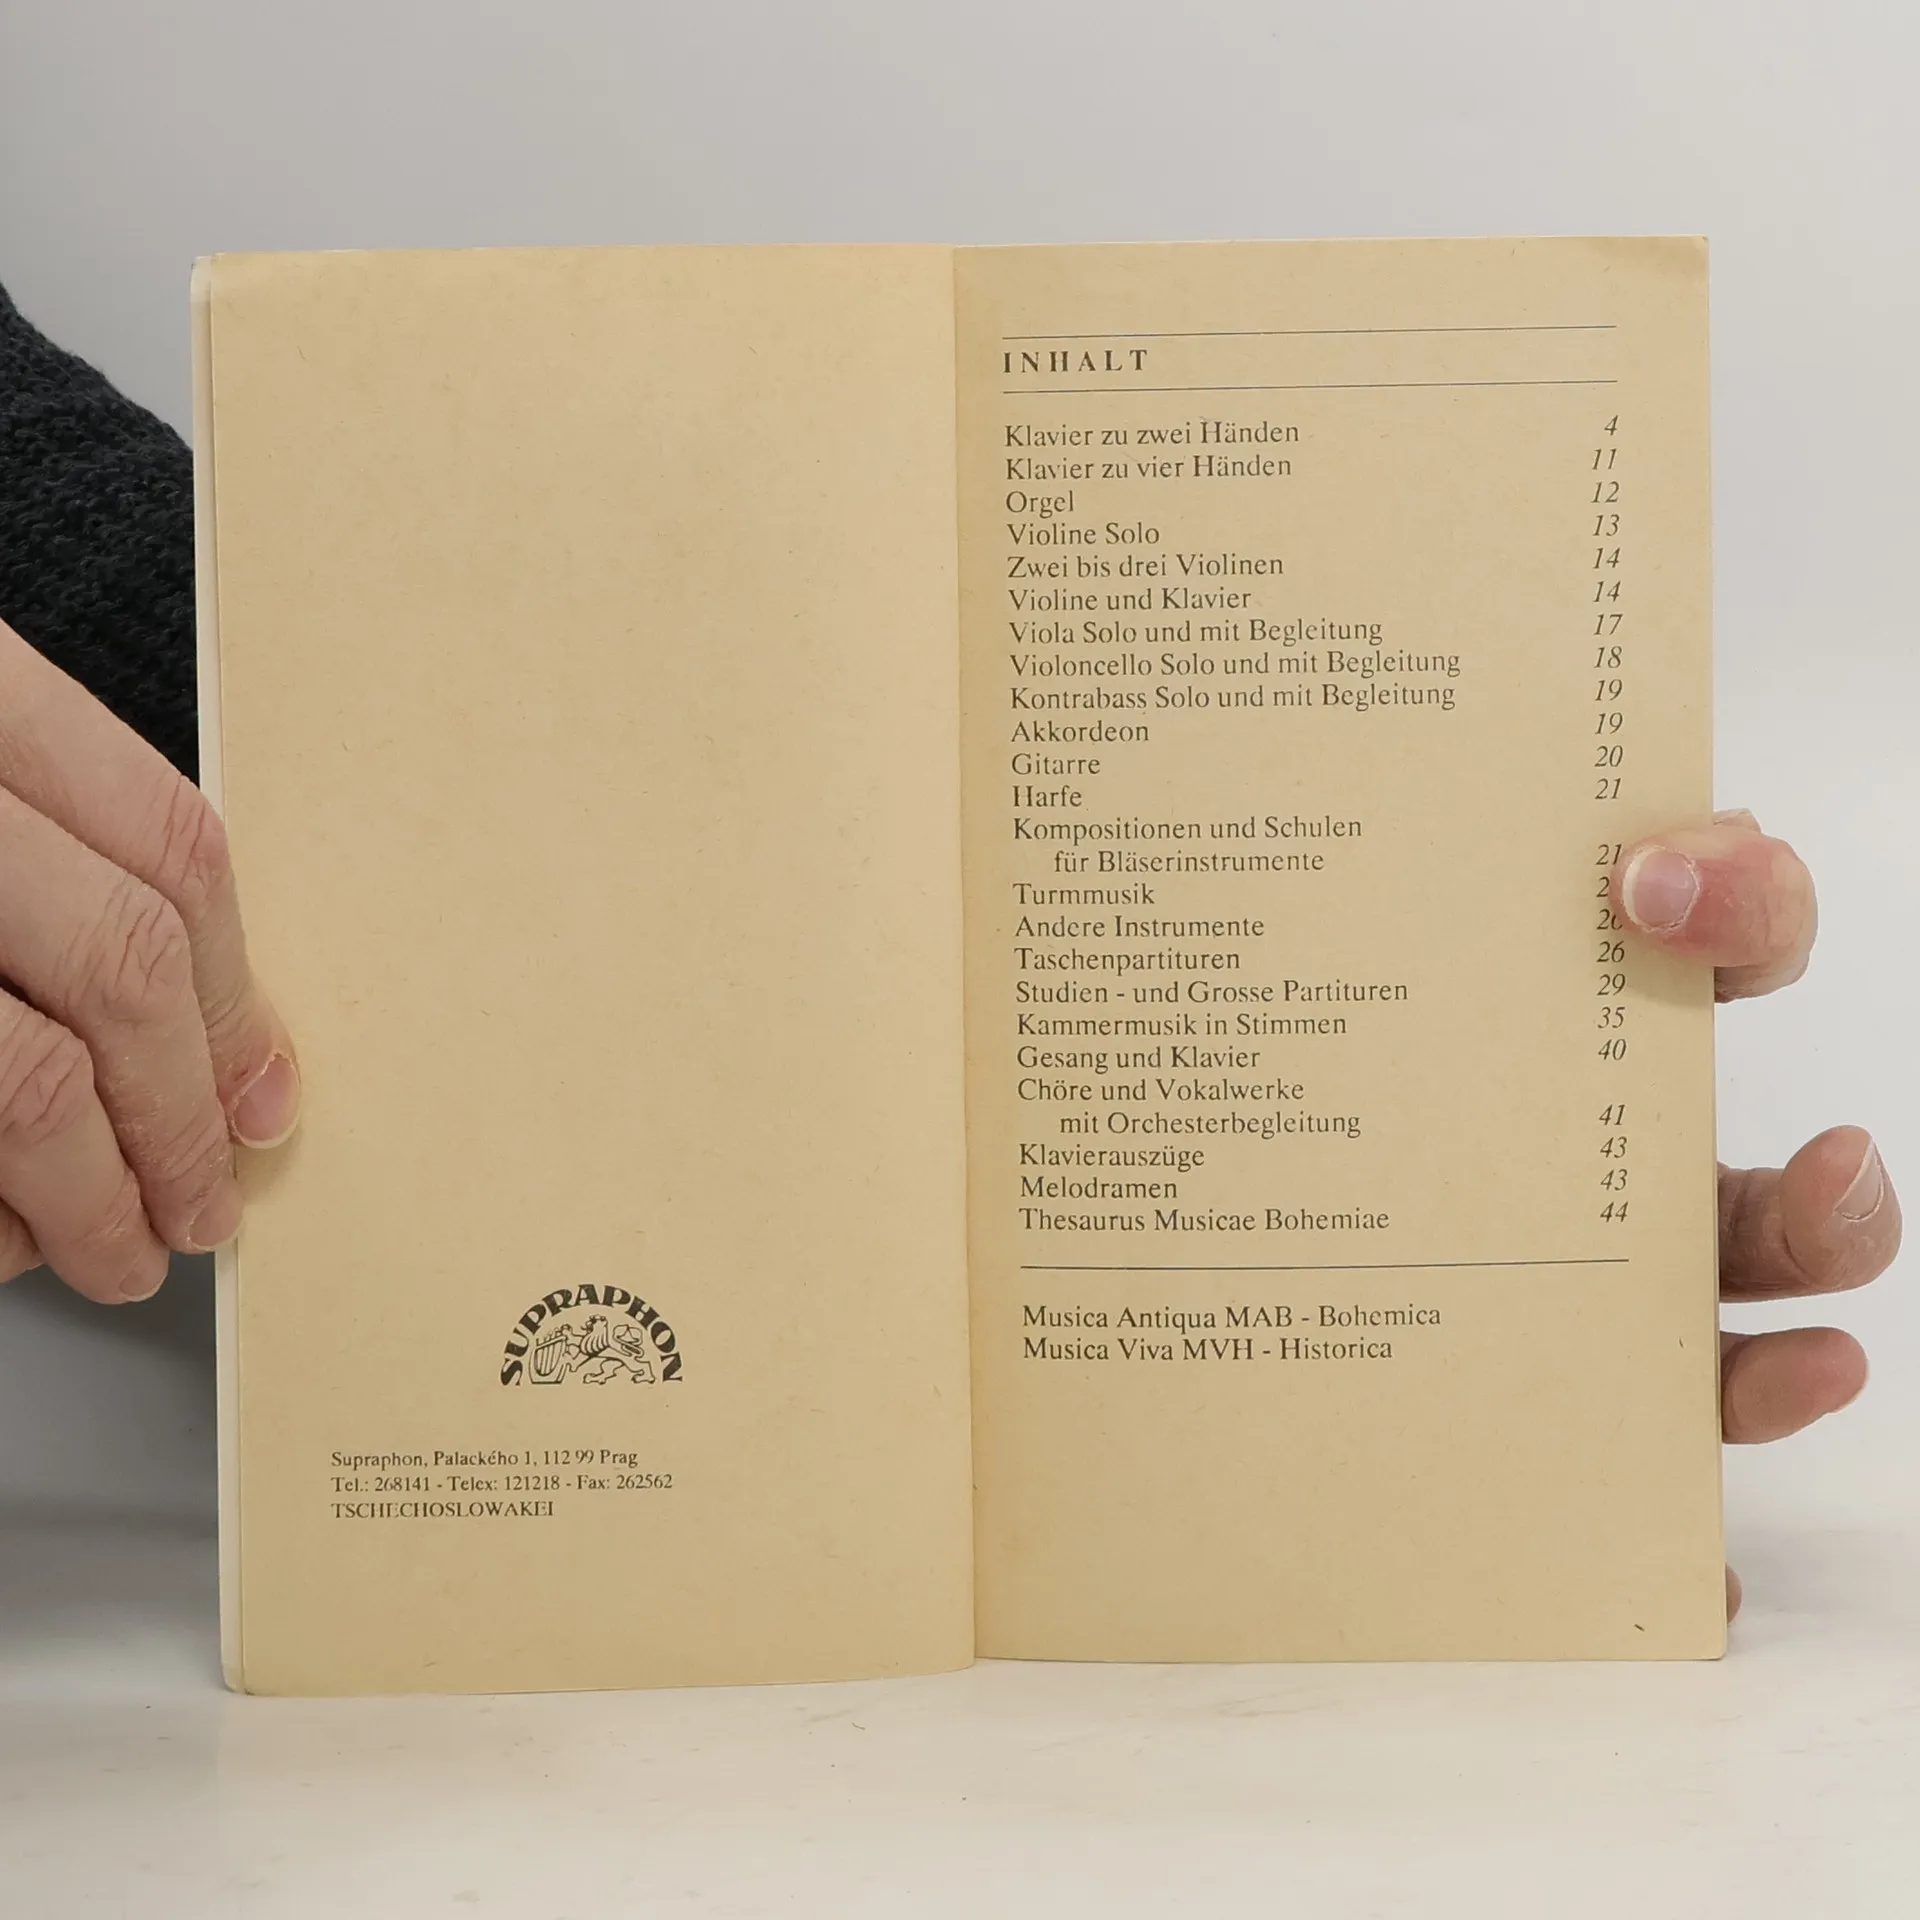 SUPRAPHON
Supraphon, Palackého 1, 112 99 Prag
Tel.: 268141 - Telex: 121218 - Fax: 262562
TSCHECHOSLOWAKEI
INHALT
Klavier zu zwei Händen 4
Klavier zu vier Händen 11
Orgel 12
Violine Solo 13
Zwei bis drei Violinen 14
Violine und Klavier 14
Viola Solo und mit Begleitung 17
Violoncello Solo und mit Begleitung 18
Kontrabass Solo und mit Begleitung 19
Akkordeon 19
Gitarre 20
Harfe 21
Kompositionen und Schulen
für Bläserinstrumente 21
Turmmusik
Andere Instrumente
Taschenpartituren 26
Studien - und Grosse Partituren 29
Kammermusik in Stimmen 35
Gesang und Klavier 40
Chöre und Vokalwerke
mit Orchesterbegleitung 41
Klavierauszüge 43
Melodramen 43
Thesaurus Musicae Bohemiae 44
Musica Antiqua MAB - Bohemica
Musica Viva MVH - Historica